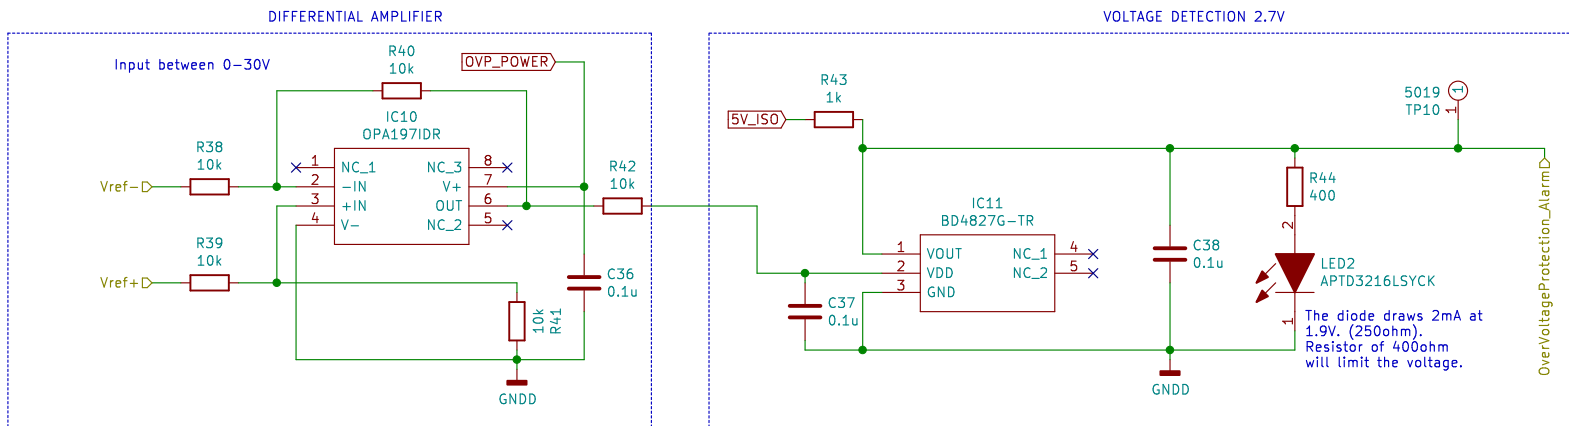 DIFFERENTIAL AMPLIFIER
Input between 0-30V
R40
10k
OVP_POWER
IC10
OPA197IDR
R38
10k
Vref-
1
2
3
4
NC_1
-IN
+IN
V-
NC_3
V+
OUT
NC_2
8
7
6
5
R42
10k
R39
10k
Vref+
10k
R41
C36
0.1u
GNDD
VOLTAGE DETECTION 2.7V
R43
1k
5V_ISO
5019
TP10
1
1
IC11
BD4827G-TR
1
2
3
VOUT
VDD
GND
NC_1
NC_2
4
5
C37
0.1u
C38
0.1u
R44
400
2
LED2
APTD3216LSYCK
1
The diode draws 2mA at
1.9V. (250ohm).
Resistor of 400ohm
will limit the voltage.
GNDD
OverVoltageProtection_Alarm